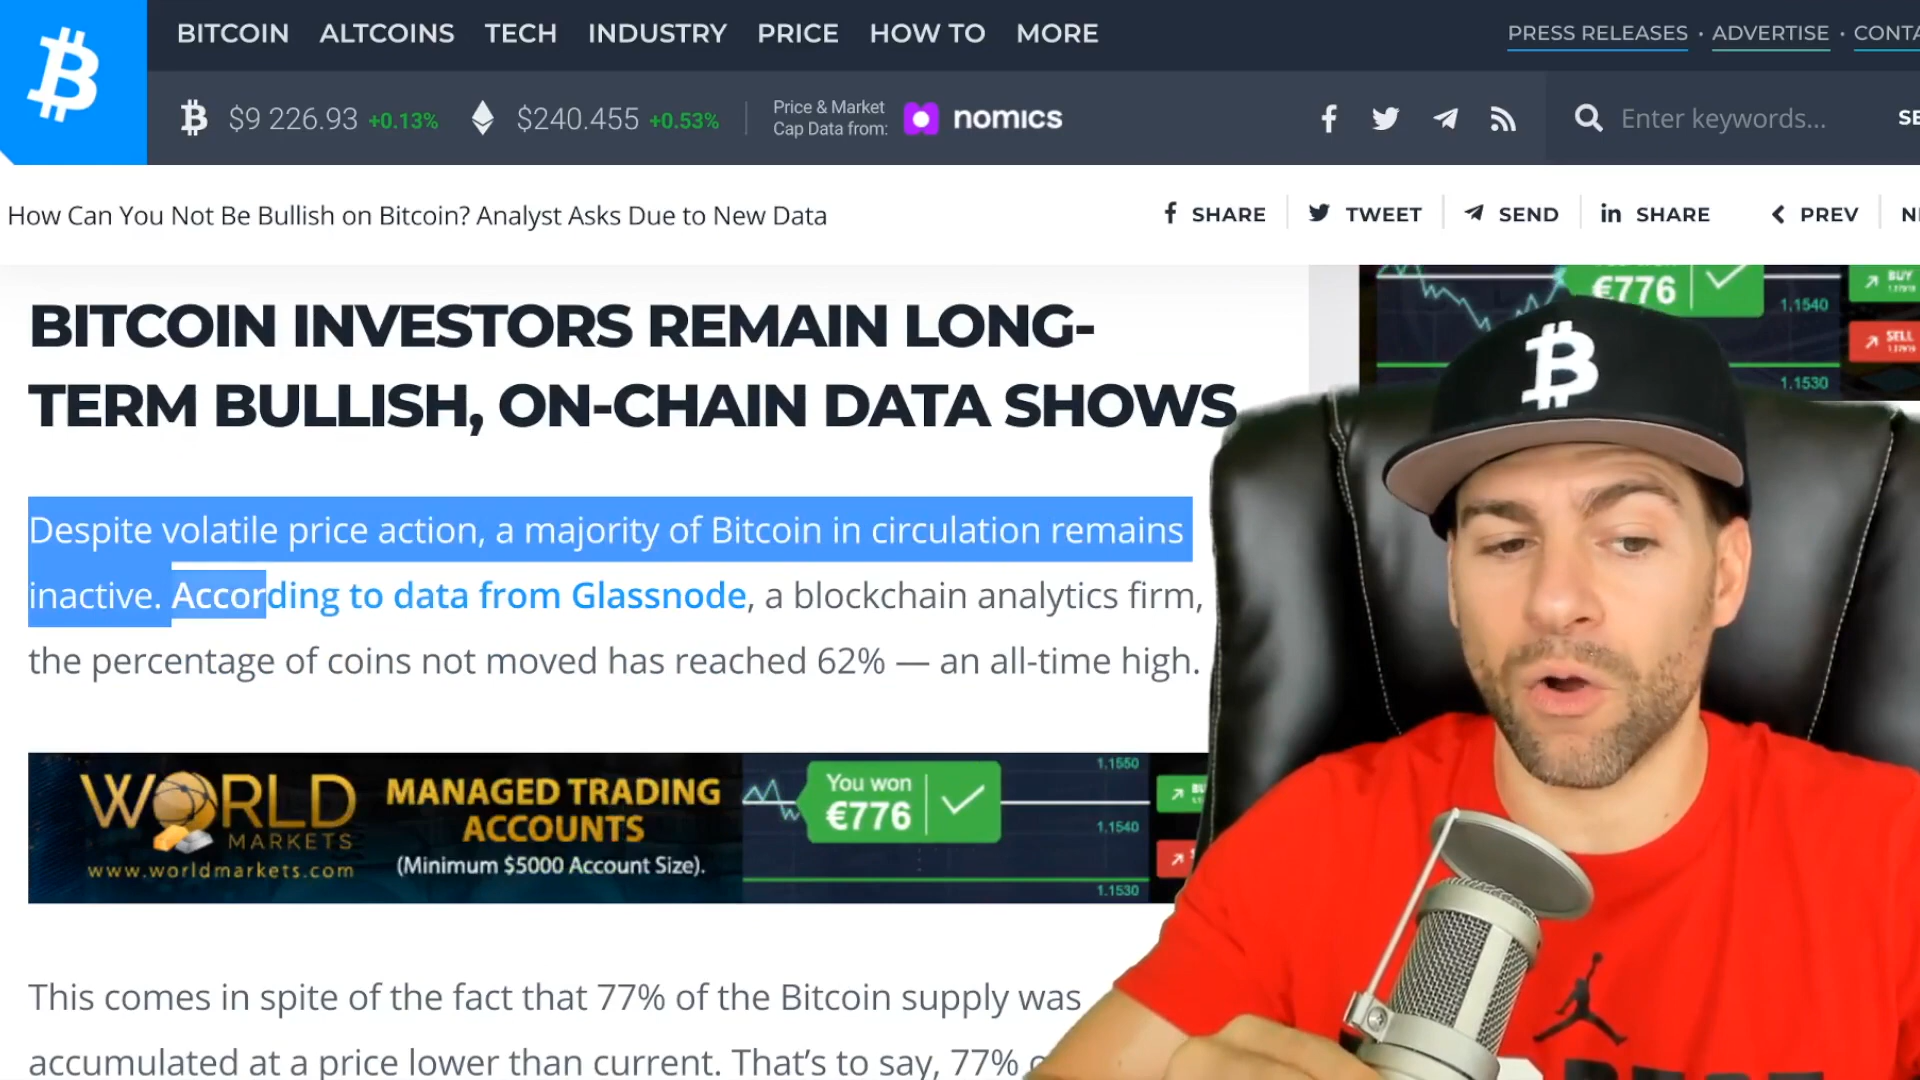 BITCOIN ALTCOINS TECH INDUSTRY PRICE HOW TO MORE
PRESS RELEASES · ADVERTISE ·
$9 226.93 +0.13% $240.455 +0.53%
Price & Market
Cap Data from:
nomics
Enter keywords...
How Can You Not Be Bullish on Bitcoin? Analyst Asks Due to New Data
SHARE TWEET SEND SHARE PREV
BITCOIN INVESTORS REMAIN LONG-
TERM BULLISH, ON-CHAIN DATA SHOWS
€776
1.1540
BUY
SELL
1.1530
Despite volatile price action, a majority of Bitcoin in circulation remains
inactive. According to data from Glassnode, a blockchain analytics firm,
the percentage of coins not moved has reached 62% — an all-time high.
WORLD
MARKETS
www.worldmarkets.com
MANAGED TRADING
ACCOUNTS
(Minimum $5000 Account Size).
You won
€776
1.1550
1.1540
1.1530
This comes in spite of the fact that 77% of the Bitcoin supply was
accumulated at a price lower than current. That's to say, 77%